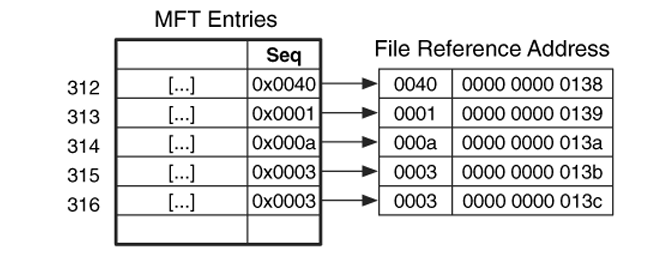 MFT Entries
Seq File Reference Address
312 [...] 0x0040 0040 0000 0000 0138
313 [...] 0x0001 0001 0000 0000 0139
314 [...] 0x000a 000a 0000 0000 013a
315 [...] 0x0003 0003 0000 0000 013b
316 [...] 0x0003 0003 0000 0000 013c